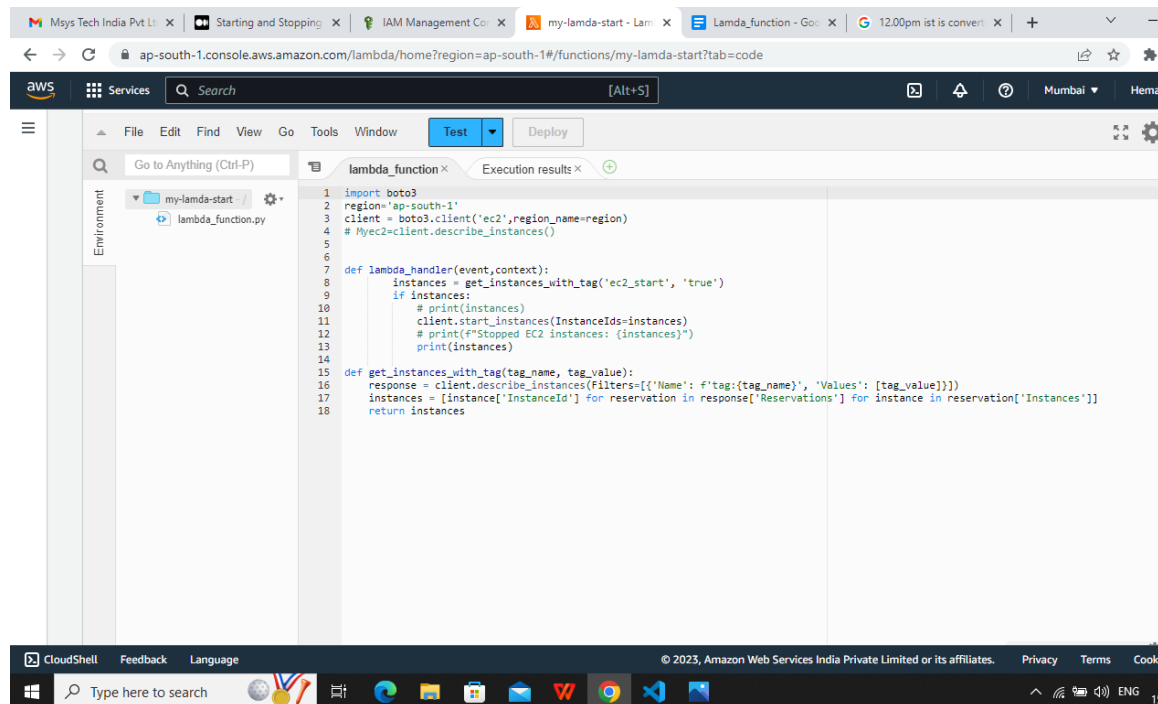 Msys Tech India Pvt Lt
Starting and Stopping
IAM Management Con
my-lamda-start - Lam
Lamda_function - Goo
12.00pm ist is convert
ap-south-1.console.aws.amazon.com/lambda/home?region=ap-south-1#/functions/my-lamda-start?tab=code
aws
Services
Search
[Alt+S]
Mumbai
Hema
File Edit Find View Go Tools Window
Test
Deploy
Go to Anything (Ctrl-P)
lambda_function
Execution results
Environment
my-lamda-start - /
lambda_function.py
1 import boto3
2 region='ap-south-1'
3 client = boto3.client('ec2',region_name=region)
4 # Myec2=client.describe_instances()
5
6
7 def lambda_handler(event,context):
8 instances = get_instances_with_tag('ec2_start', 'true')
9 if instances:
10 # print(instances)
11 client.start_instances(InstanceIds=instances)
12 # print(f"Stopped EC2 instances: {instances}")
13 print(instances)
14
15 def get_instances_with_tag(tag_name, tag_value):
16 response = client.describe_instances(Filters=[{'Name': f'tag:{tag_name}', 'Values': [tag_value]}])
17 instances = [instance['InstanceId'] for reservation in response['Reservations'] for instance in reservation['Instances']]
18 return instances
CloudShell
Feedback
Language
© 2023, Amazon Web Services India Private Limited or its affiliates.
Privacy
Terms
Cook
Type here to search
ENG